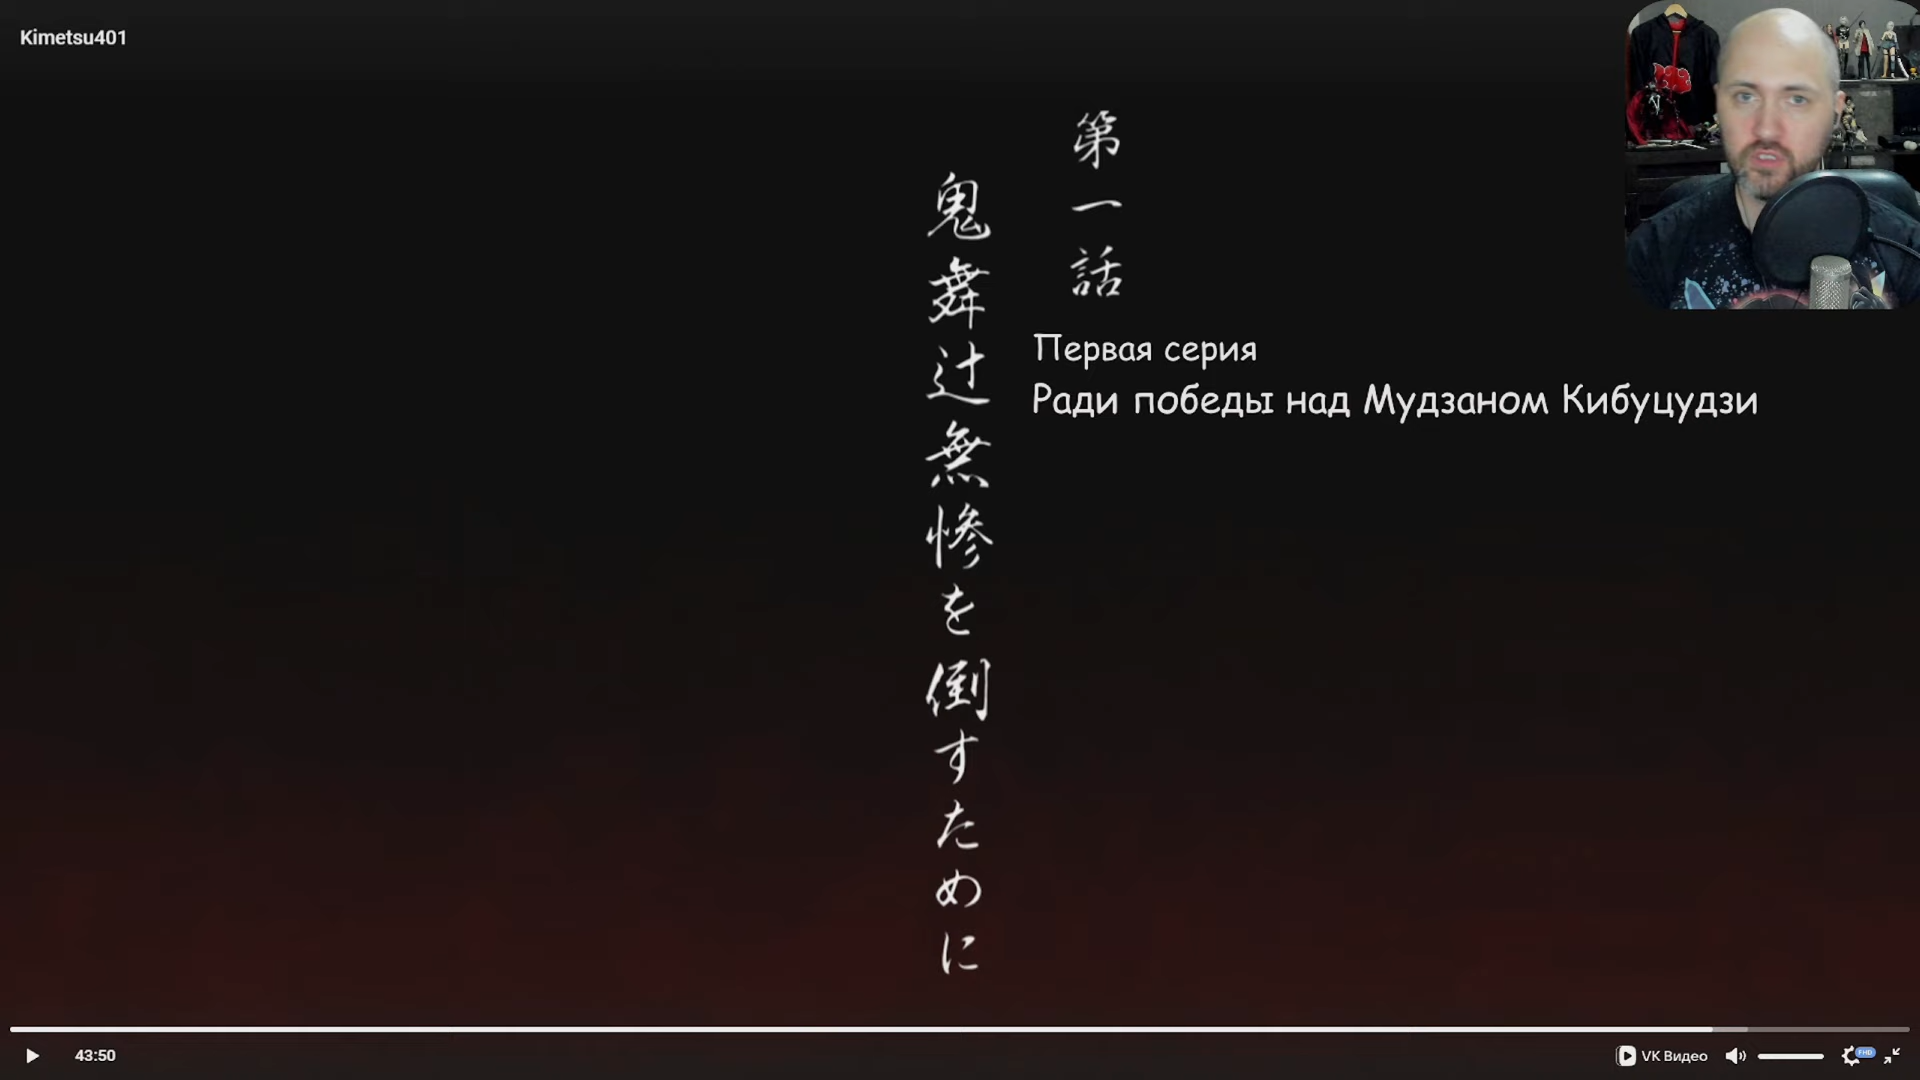 Kimetsu401
第一話
鬼舞辻無惨を倒すために
Первая серия
Ради победы над Мудзаном Кибуцудзи
43:50
VK Видео
FHD